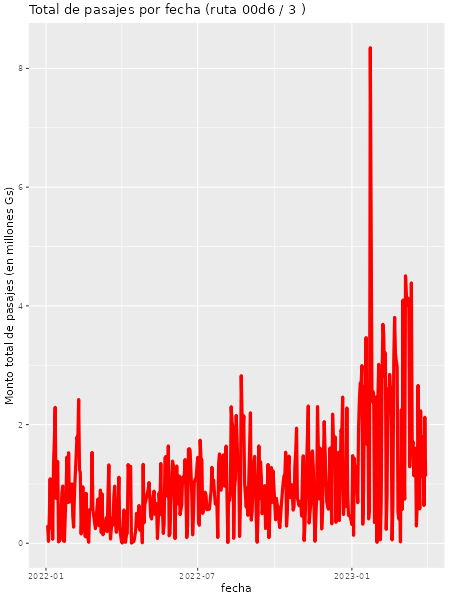 Total de pasajes por fecha (ruta 00d6 / 3 )
Monto total de pasajes (en millones Gs)
8
6
4
2
0
2022-01 2022-07 2023-01
fecha